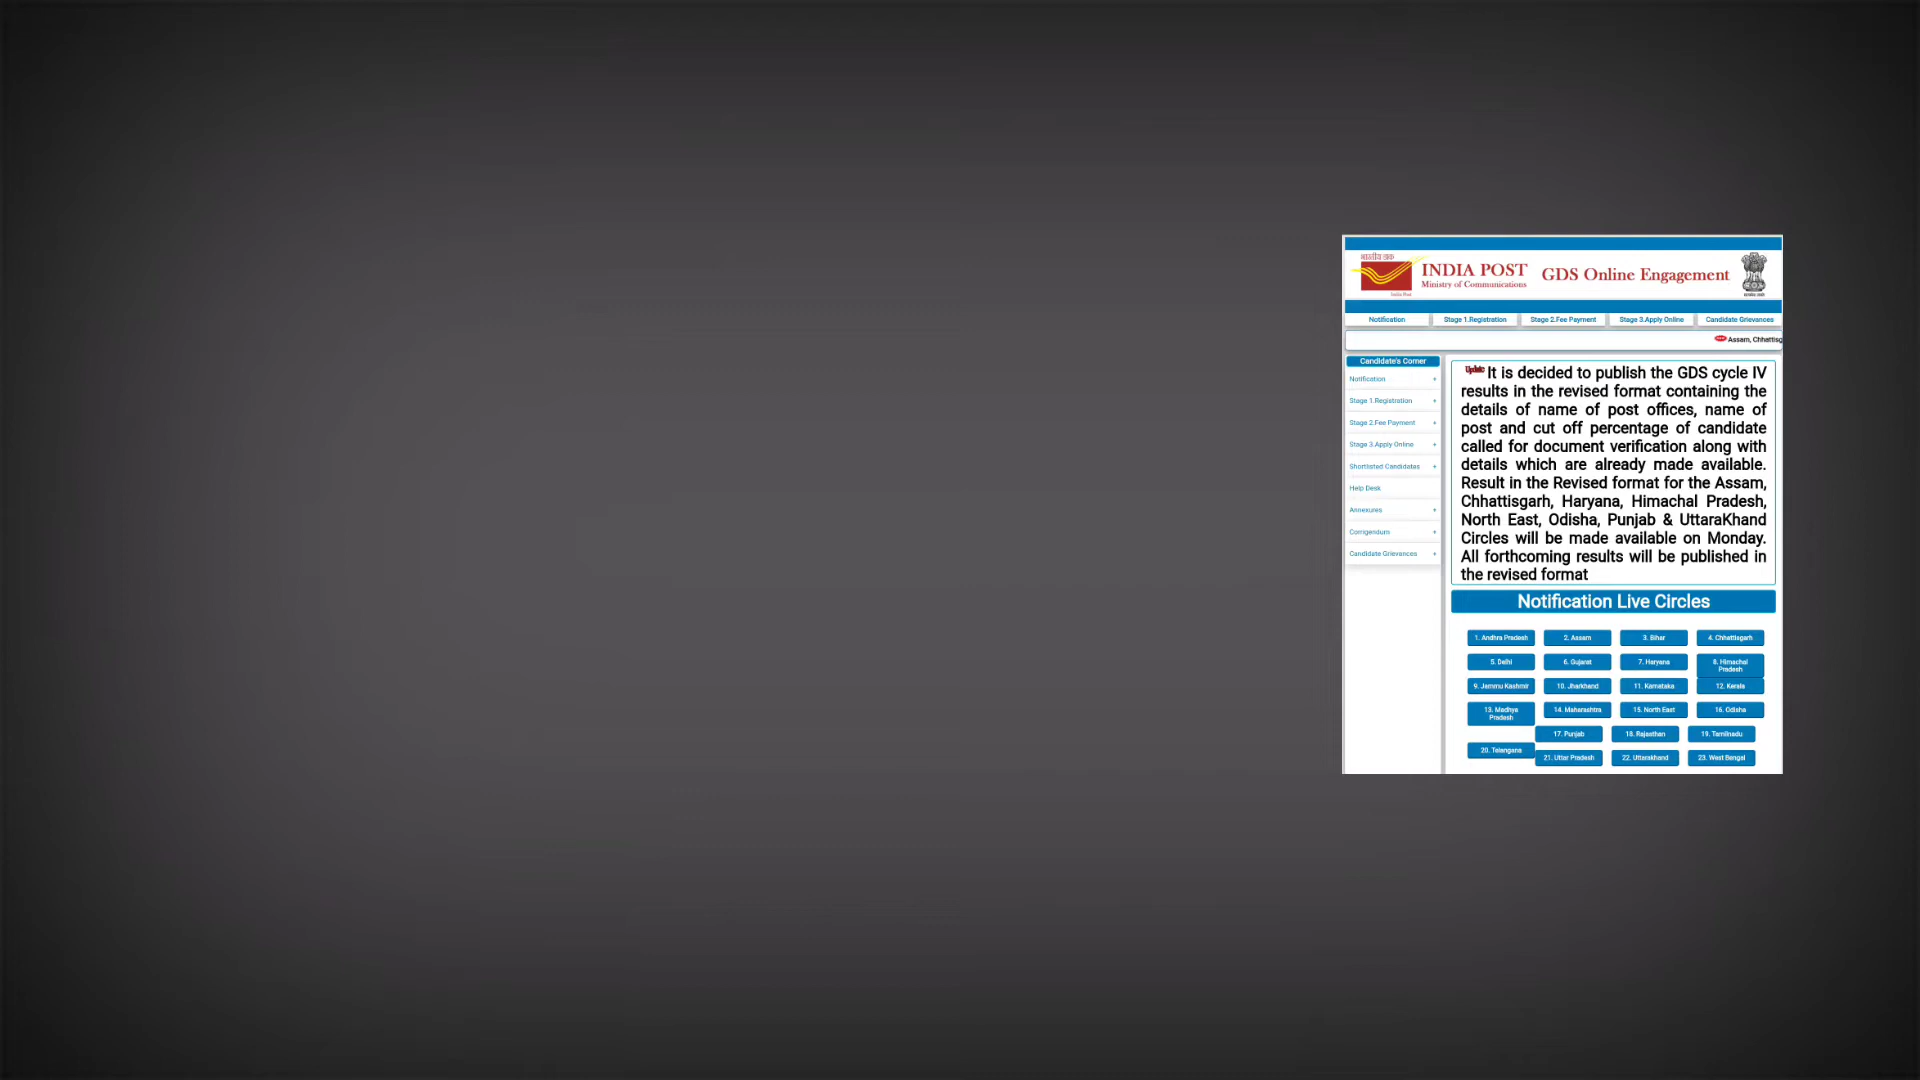 भारतीय डाक
INDIA POST
Ministry of Communications
India Post
GDS Online Engagement
Notification
Stage 1.Registration
Stage 2.Fee Payment
Stage 3.Apply Online
Candidate Grievances
Assam, Chhattisg
Candidate's Corner
Notification +
Stage 1.Registration +
Stage 2.Fee Payment +
Stage 3.Apply Online +
Shortlisted Candidates +
Help Desk
Annexures +
Corrigendum +
Candidate Grievances +
Update It is decided to publish the GDS cycle IV
results in the revised format containing the
details of name of post offices, name of
post and cut off percentage of candidate
called for document verification along with
details which are already made available.
Result in the Revised format for the Assam,
Chhattisgarh, Haryana, Himachal Pradesh,
North East, Odisha, Punjab & UttaraKhand
Circles will be made available on Monday.
All forthcoming results will be published in
the revised format
Notification Live Circles
1. Andhra Pradesh
2. Assam
3. Bihar
4. Chhattisgarh
5. Delhi
6. Gujarat
7. Haryana
8. Himachal
Pradesh
9. Jammu Kashmir
10. Jharkhand
11. Karnataka
12. Kerala
13. Madhya
Pradesh
14. Maharashtra
15. North East
16. Odisha
17. Punjab
18. Rajasthan
19. Tamilnadu
20. Telangana
21. Uttar Pradesh
22. Uttarakhand
23. West Bengal